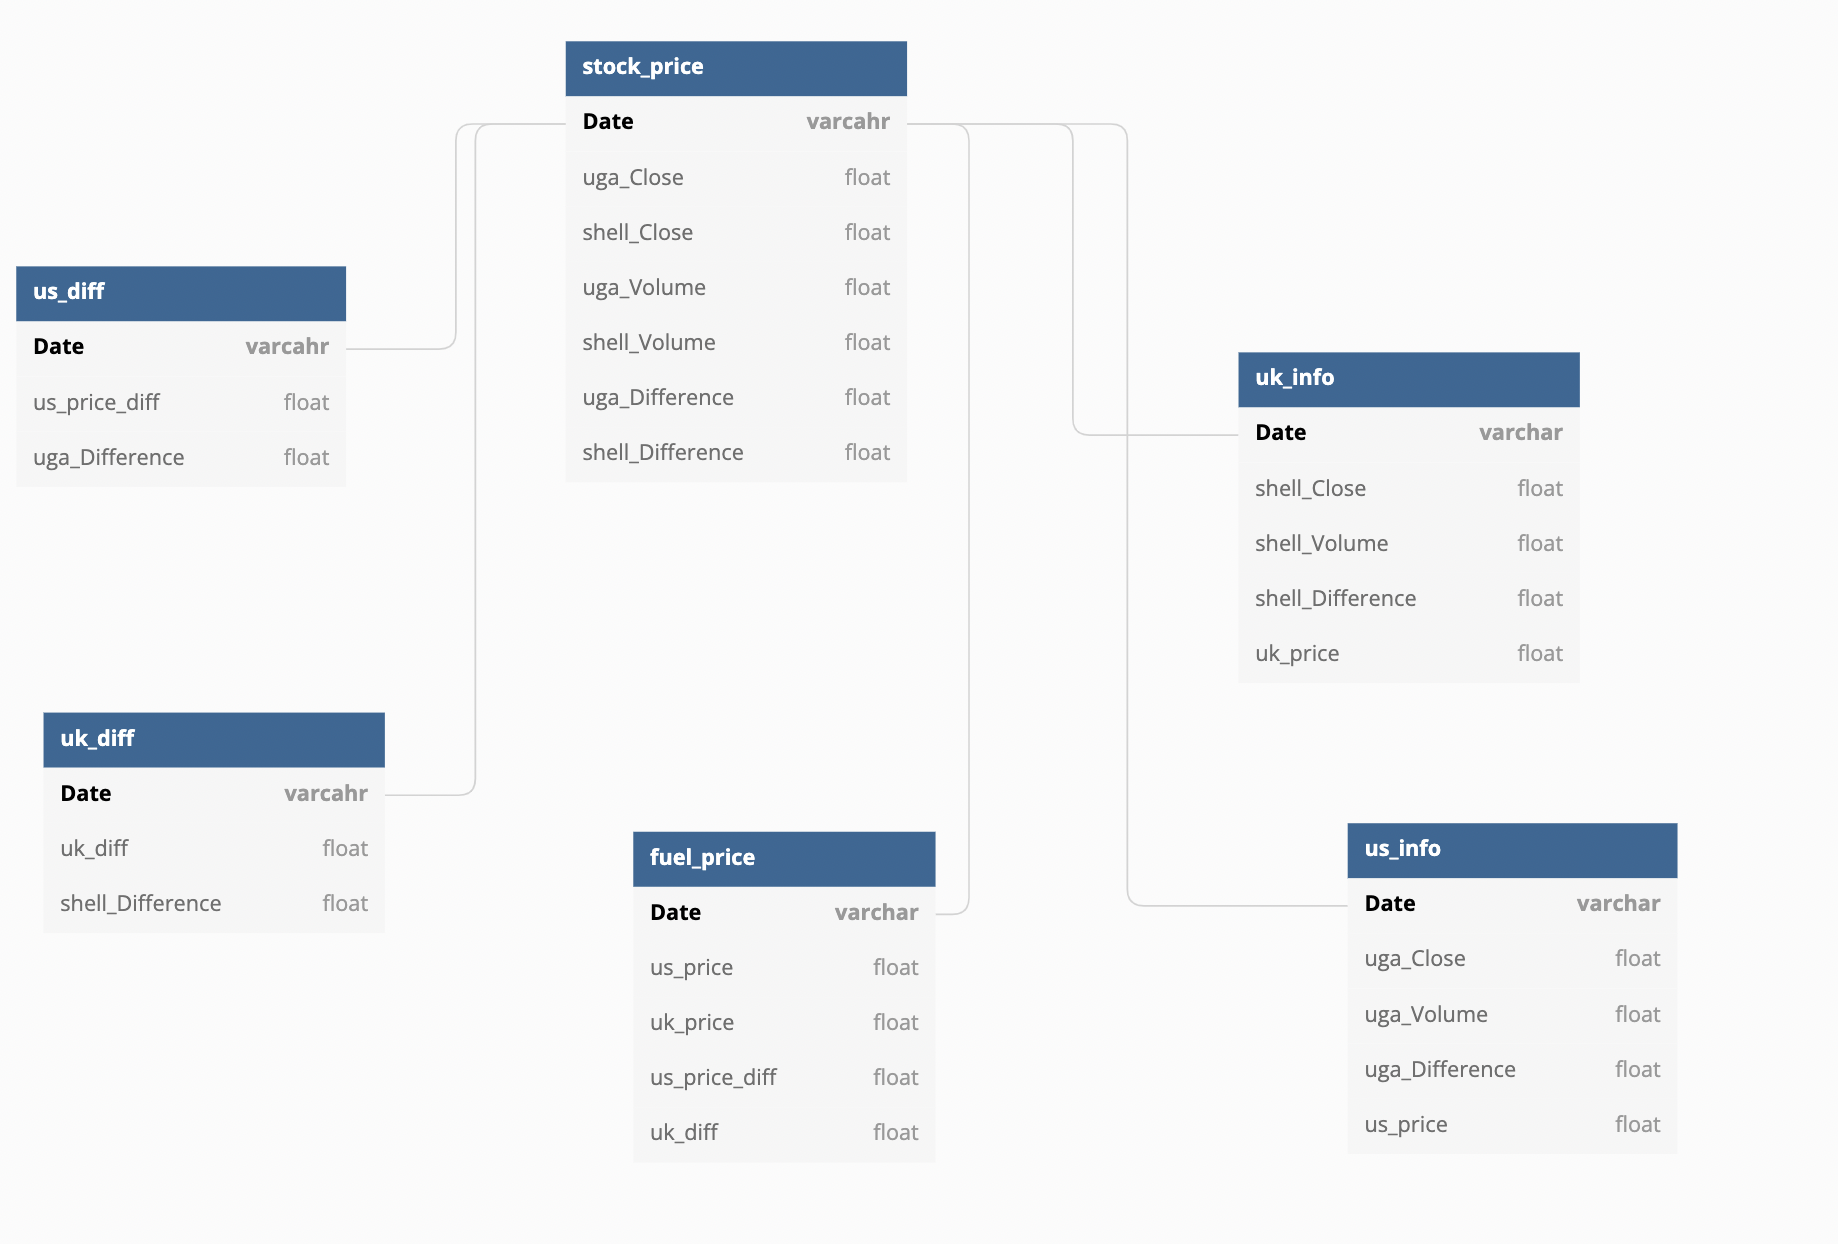 stock_price
Date varcahr
uga_Close float
shell_Close float
uga_Volume float
shell_Volume float
uga_Difference float
shell_Difference float
us_diff
Date varcahr
us_price_diff float
uga_Difference float
uk_info
Date varchar
shell_Close float
shell_Volume float
shell_Difference float
uk_price float
uk_diff
Date varcahr
uk_diff float
shell_Difference float
fuel_price
Date varchar
us_price float
uk_price float
us_price_diff float
uk_diff float
us_info
Date varchar
uga_Close float
uga_Volume float
uga_Difference float
us_price float